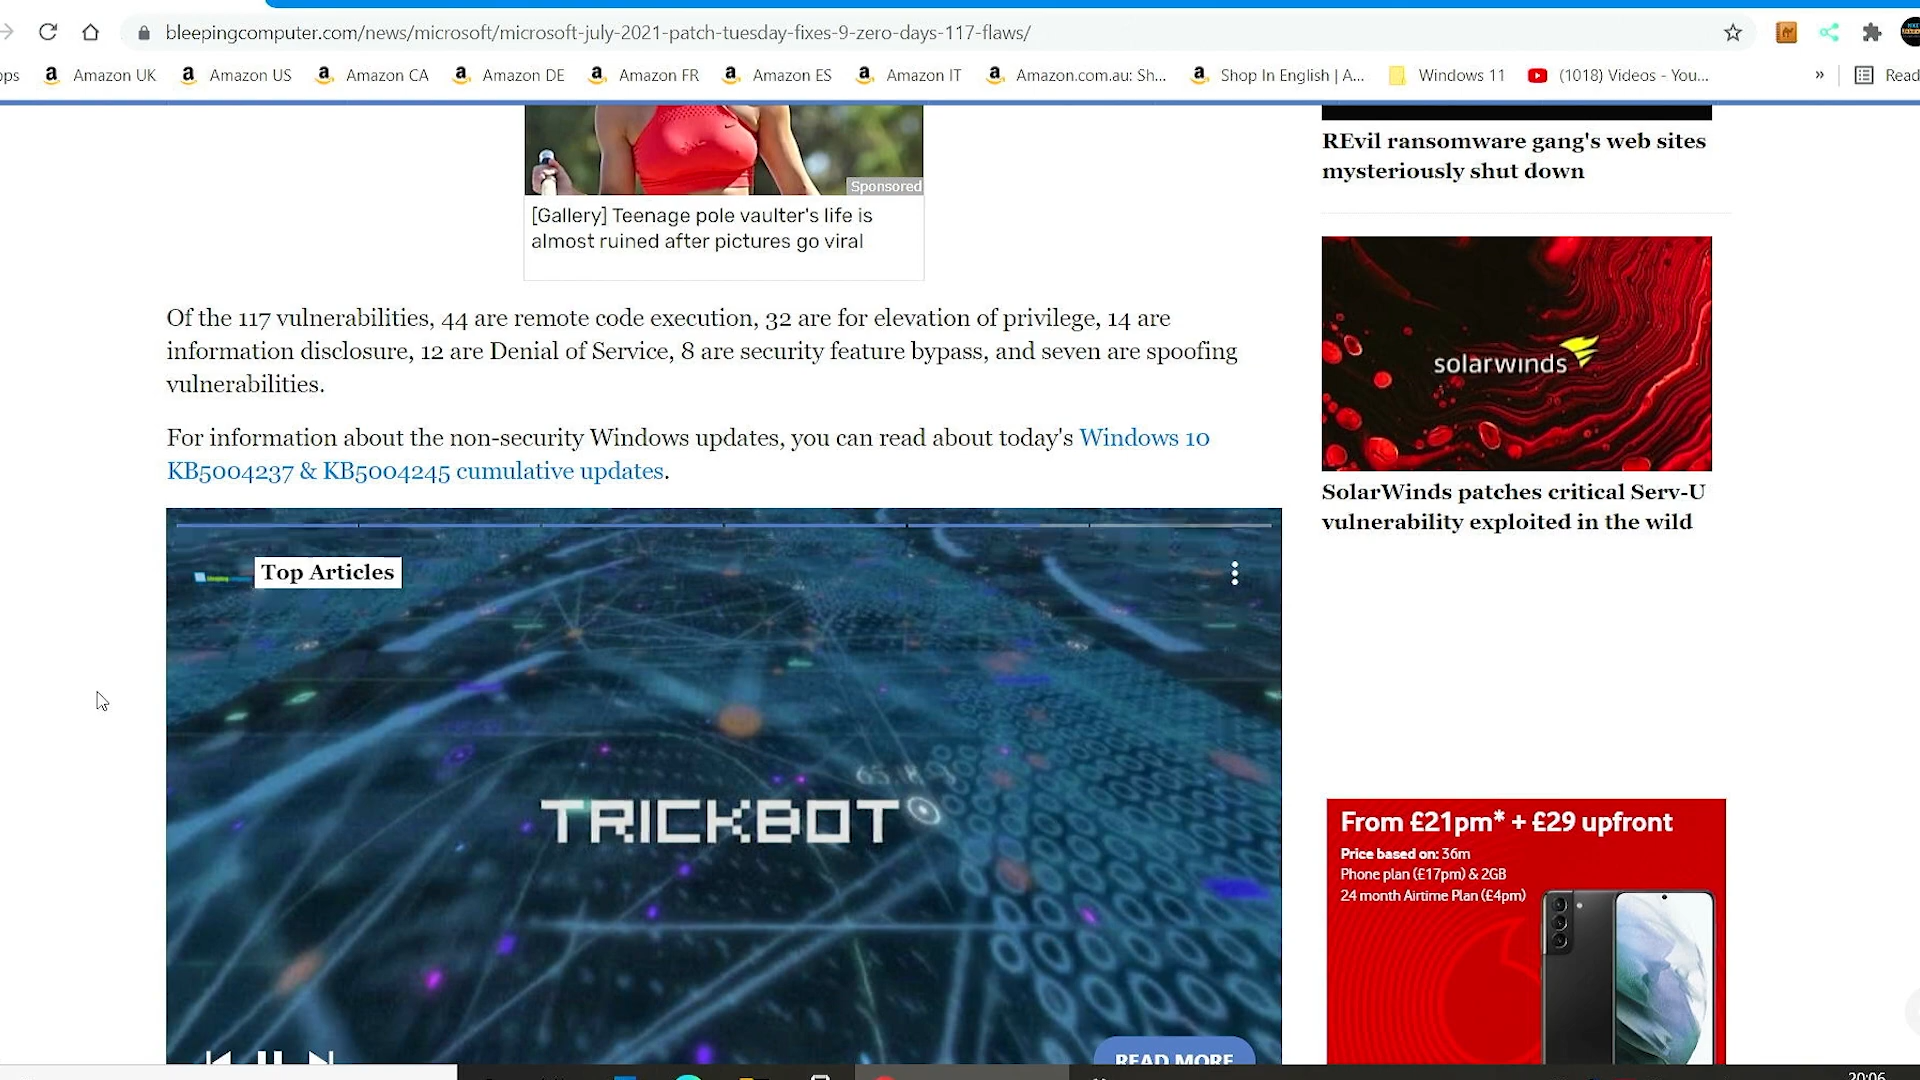 bleepingcomputer.com/news/microsoft/microsoft-july-2021-patch-tuesday-fixes-9-zero-days-117-flaws/
Amazon UK Amazon US Amazon CA Amazon DE Amazon FR Amazon ES Amazon IT Amazon.com.au: Sh... Shop In English | A... Windows 11 (1018) Videos - You... » Read
Sponsored
[Gallery] Teenage pole vaulter's life is
almost ruined after pictures go viral
Of the 117 vulnerabilities, 44 are remote code execution, 32 are for elevation of privilege, 14 are
information disclosure, 12 are Denial of Service, 8 are security feature bypass, and seven are spoofing
vulnerabilities.
For information about the non-security Windows updates, you can read about today's Windows 10
KB5004237 & KB5004245 cumulative updates.
Top Articles
TRICKBOT
READ MORE
REvil ransomware gang's web sites
mysteriously shut down
solarwinds
SolarWinds patches critical Serv-U
vulnerability exploited in the wild
From £21pm* + £29 upfront
Price based on: 36m
Phone plan (£17pm) & 2GB
24 month Airtime Plan (£4pm)
20:06